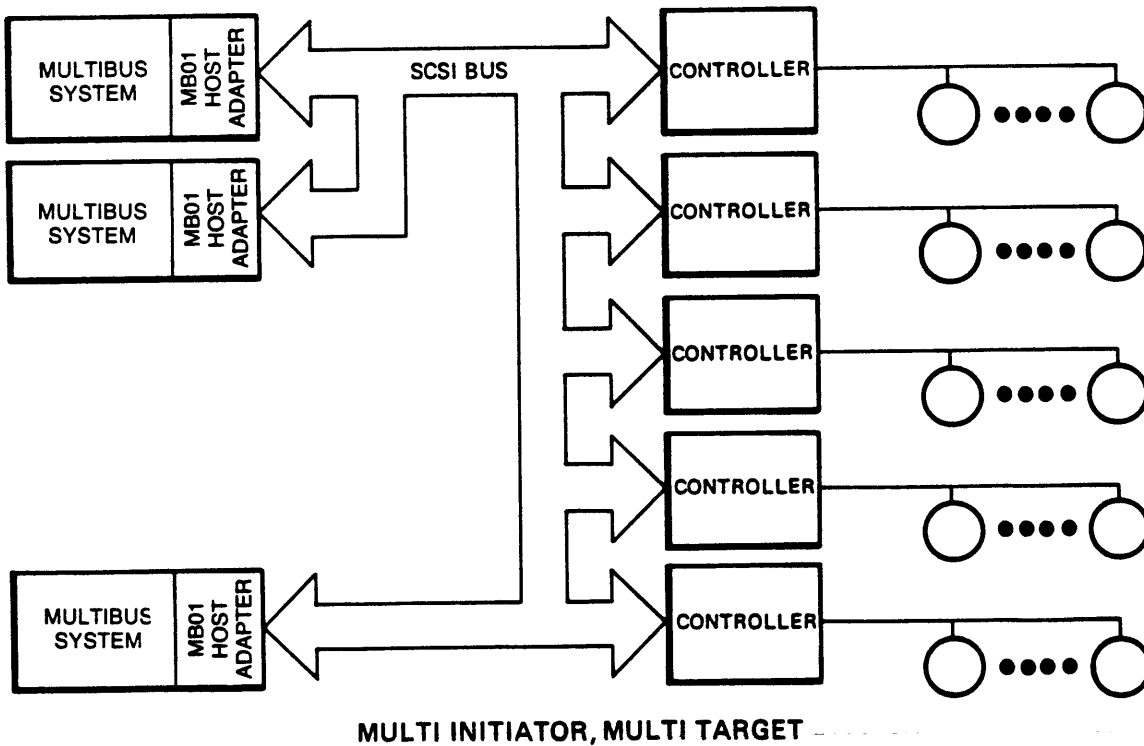 MULTIBUS
SYSTEM
MB01
HOST
ADAPTER
SCSI BUS
CONTROLLER
MULTIBUS
SYSTEM
MB01
HOST
ADAPTER
CONTROLLER
CONTROLLER
CONTROLLER
MULTIBUS
SYSTEM
MB01
HOST
ADAPTER
CONTROLLER
MULTI INITIATOR, MULTI TARGET